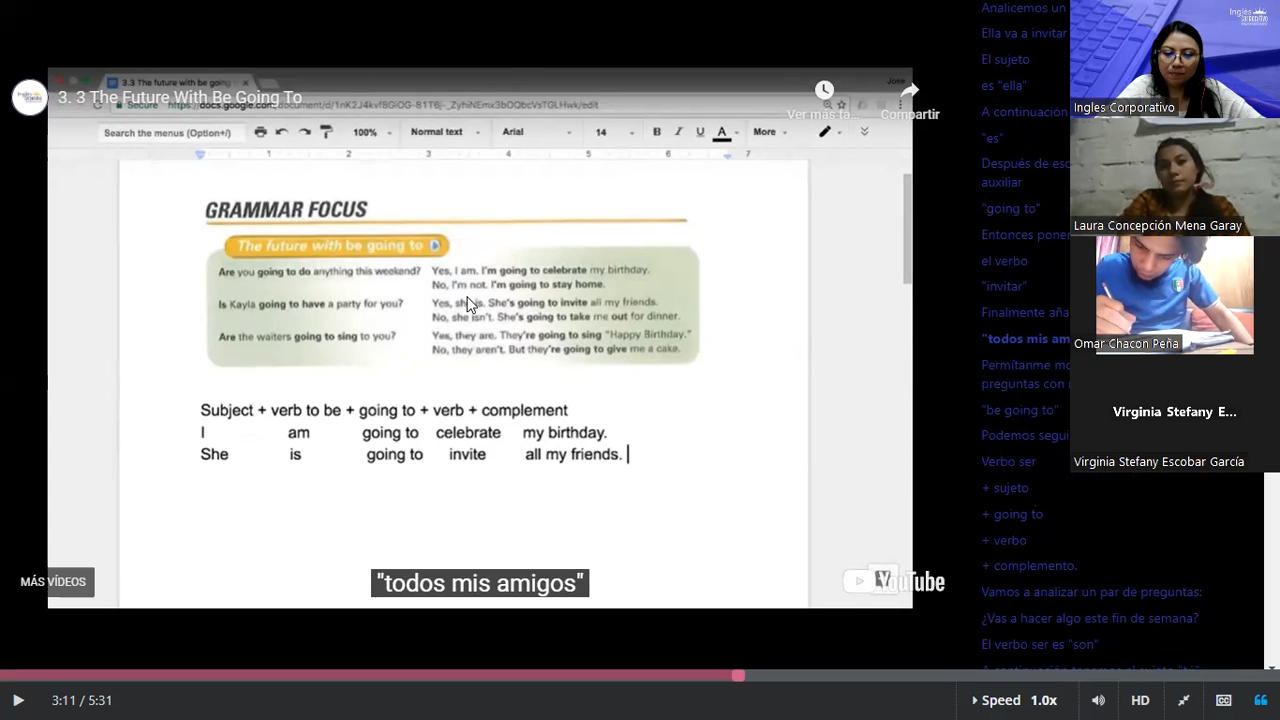 3. 3 The Future With Be Going To
Ver más ta...
Compartir
Search the menus (Option+/)
100%
Normal text
Arial
14
B
I
U
A
More
1
2
3
4
5
6
7
GRAMMAR FOCUS
The future with be going to
Are you going to do anything this weekend?
Yes, I am. I'm going to celebrate my birthday.
No, I'm not. I'm going to stay home.
Is Kayla going to have a party for you?
Yes, she is. She's going to invite all my friends.
No, she isn't. She's going to take me out for dinner.
Are the waiters going to sing to you?
Yes, they are. They're going to sing "Happy Birthday."
No, they aren't. But they're going to give me a cake.
Subject + verb to be + going to + verb + complement
I am going to celebrate my birthday.
She is going to invite all my friends.
"todos mis amigos"
MÁS VÍDEOS
YouTube
Analicemos un
Ella va a invitar
El sujeto
es "ella"
A continuación
"es"
Después de
auxiliar
"going to"
Entonces
el verbo
"invitar"
Finalmente
"todos mis
Permítanme
preguntas con
"be going to"
Podemos
Verbo ser
+ sujeto
+ going to
+ verbo
+ complemento.
Vamos a analizar un par de preguntas:
¿Vas a hacer algo este fin de semana?
El verbo ser es "son"
Ingles Corporativo
Laura Concepción Mena Garay
Omar Chacon Peña
Virginia Stefany E...
Virginia Stefany Escobar García
3:11 / 5:31
Speed 1.0x
HD